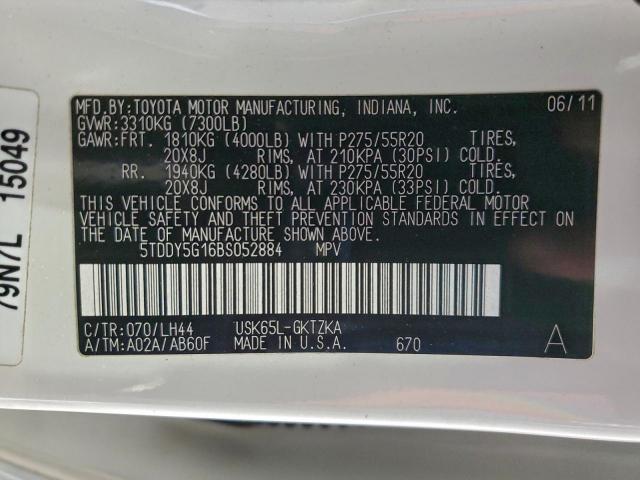 MFD.BY:TOYOTA MOTOR MANUFACTURING, INDIANA, INC. 06/11
GVWR:3310KG (7300LB)
GAWR:FRT. 1810KG (4000LB) WITH P275/55R20 TIRES,
20X8J RIMS, AT 210KPA (30PSI) COLD.
RR. 1940KG (4280LB) WITH P275/55R20 TIRES,
20X8J RIMS, AT 230KPA (33PSI) COLD.
THIS VEHICLE CONFORMS TO ALL APPLICABLE FEDERAL MOTOR
VEHICLE SAFETY AND THEFT PREVENTION STANDARDS IN EFFECT ON
THE DATE OF MANUFACTURE SHOWN ABOVE.
5TDDY5G16BS052884 MPV
C/TR:070/LH44 USK65L-GKTZKA
A/TM:A02A/AB60F MADE IN U.S.A. 670 A
79N7L 15049